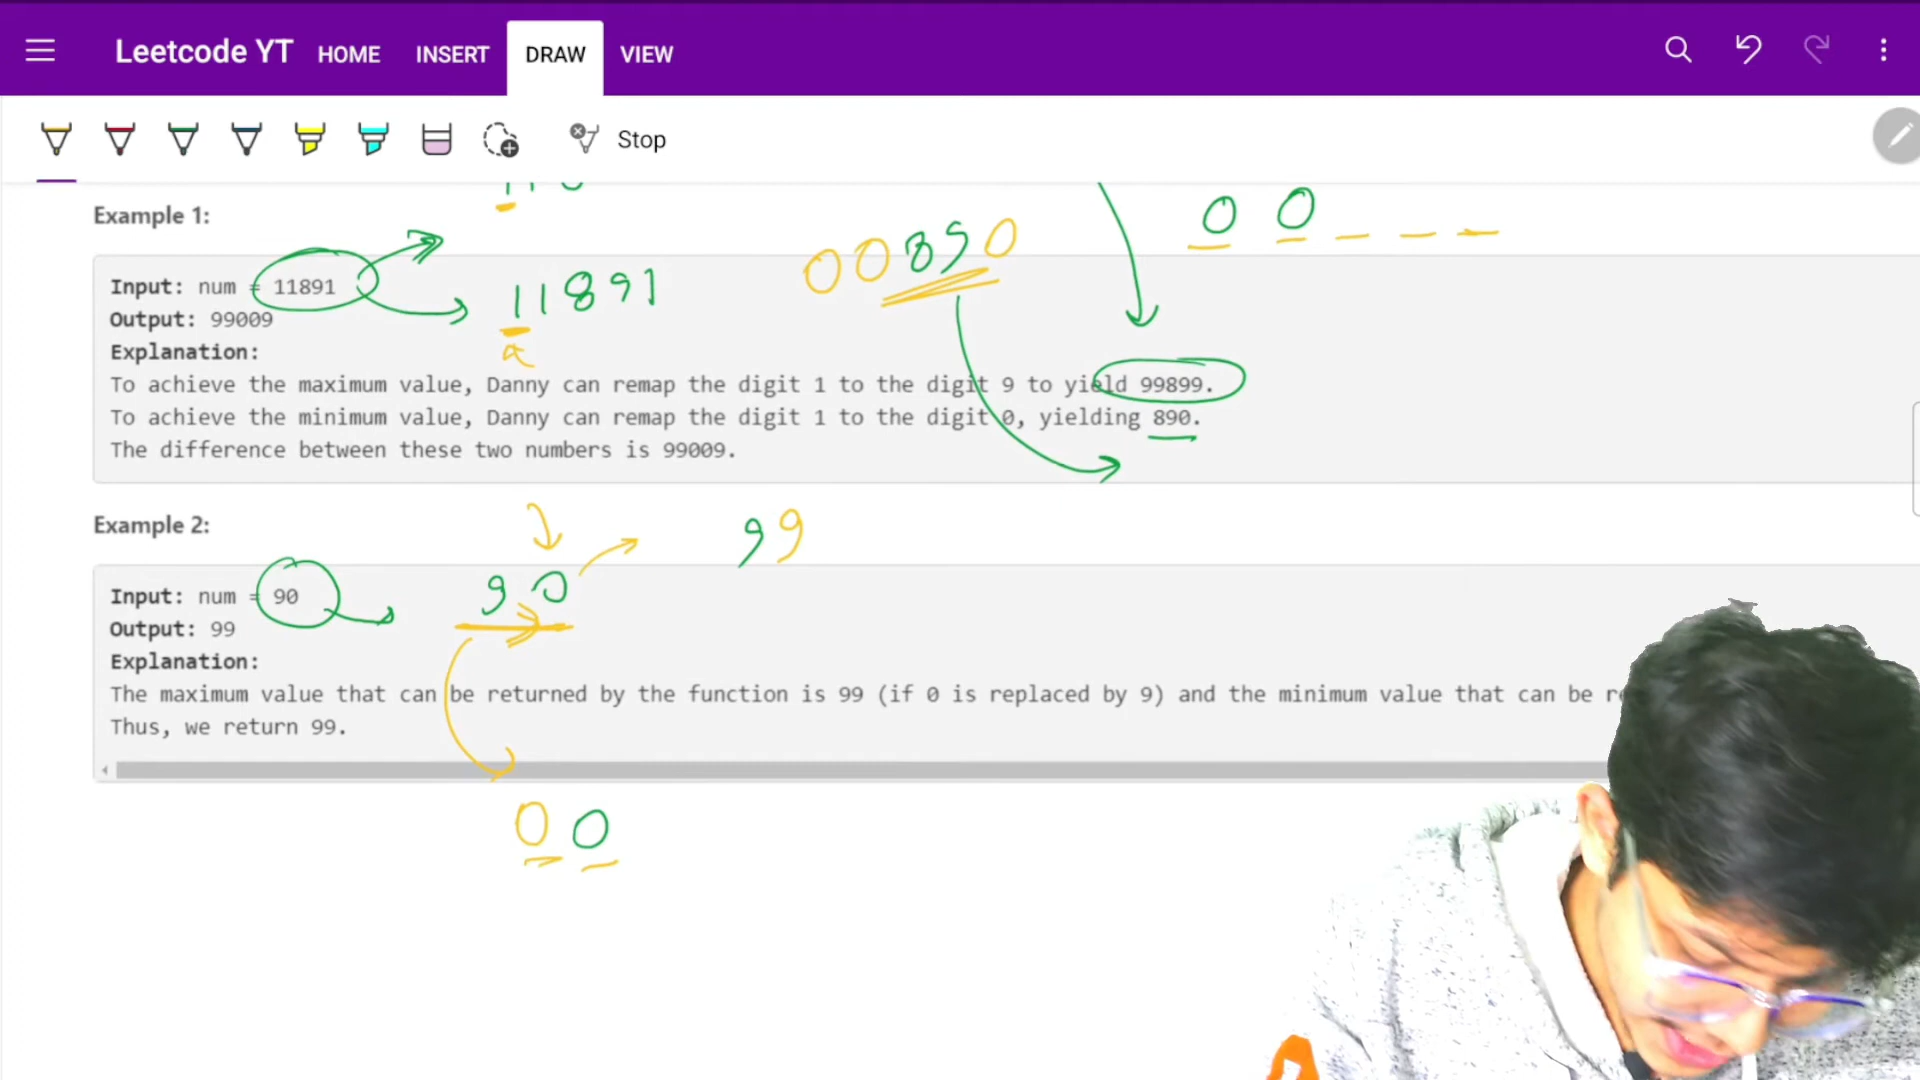 Leetcode YT HOME INSERT DRAW VIEW
Stop
Example 1:
0 0
00890
Input: num = 11891
11891
Output: 99009
Explanation:
To achieve the maximum value, Danny can remap the digit 1 to the digit 9 to yield 99899.
To achieve the minimum value, Danny can remap the digit 1 to the digit 0, yielding 890.
The difference between these two numbers is 99009.
Example 2:
99
Input: num = 90
90
Output: 99
Explanation:
The maximum value that can be returned by the function is 99 (if 0 is replaced by 9) and the minimum value that can be
Thus, we return 99.
0 0